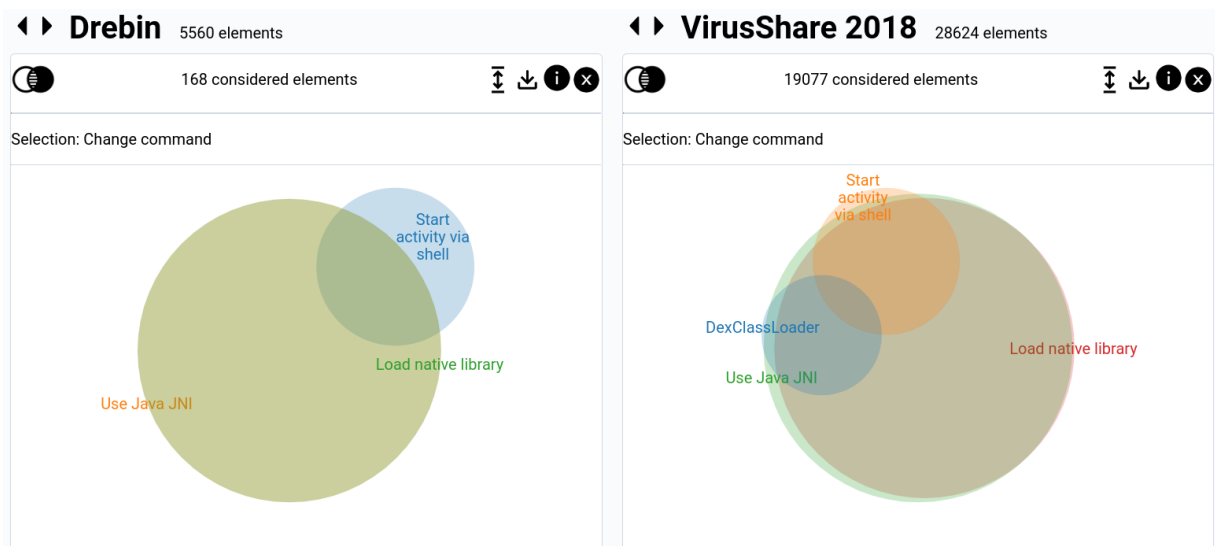 Drebin 5560 elements
168 considered elements
Selection: Change command
Start
activity via
shell
Load native library
Use Java JNI
VirusShare 2018 28624 elements
19077 considered elements
Selection: Change command
Start
activity
via shell
DexClassLoader
Load native library
Use Java JNI